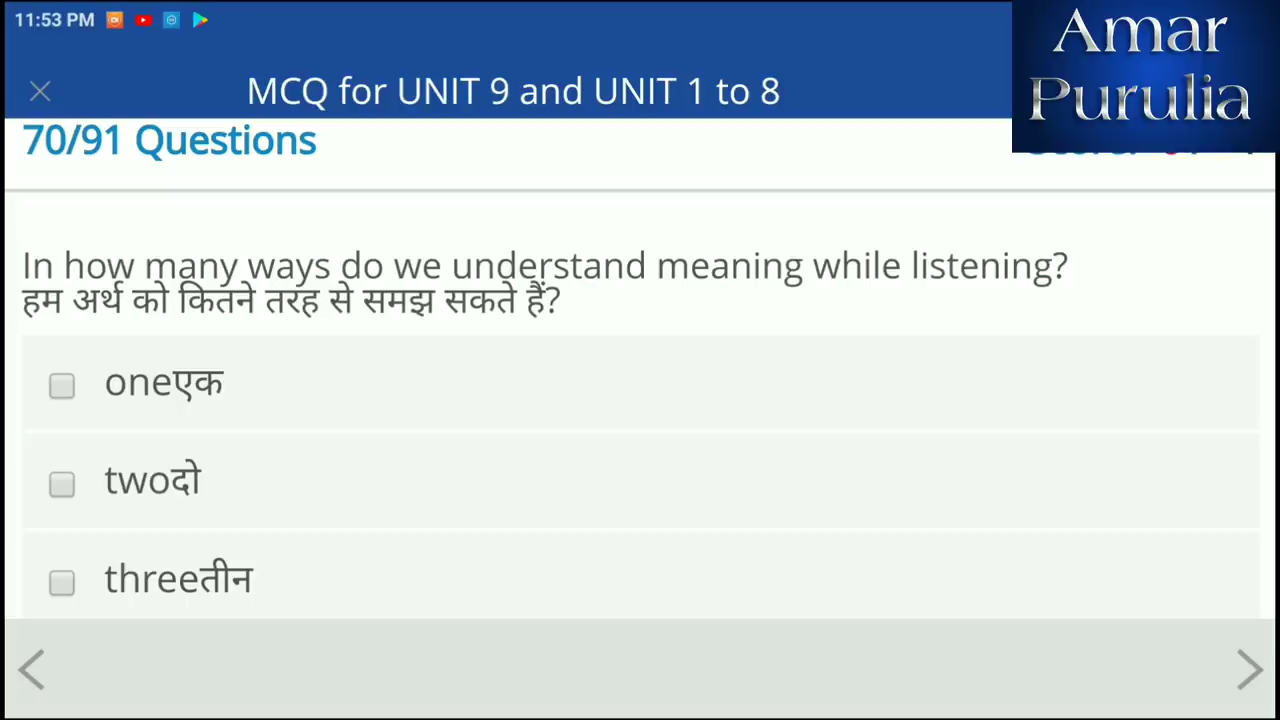 11:53 PM
Amar
Purulia
MCQ for UNIT 9 and UNIT 1 to 8
70/91 Questions
In how many ways do we understand meaning while listening?
हम अर्थ को कितने तरह से समझ सकते हैं?
oneएक
twoदो
threeतीन